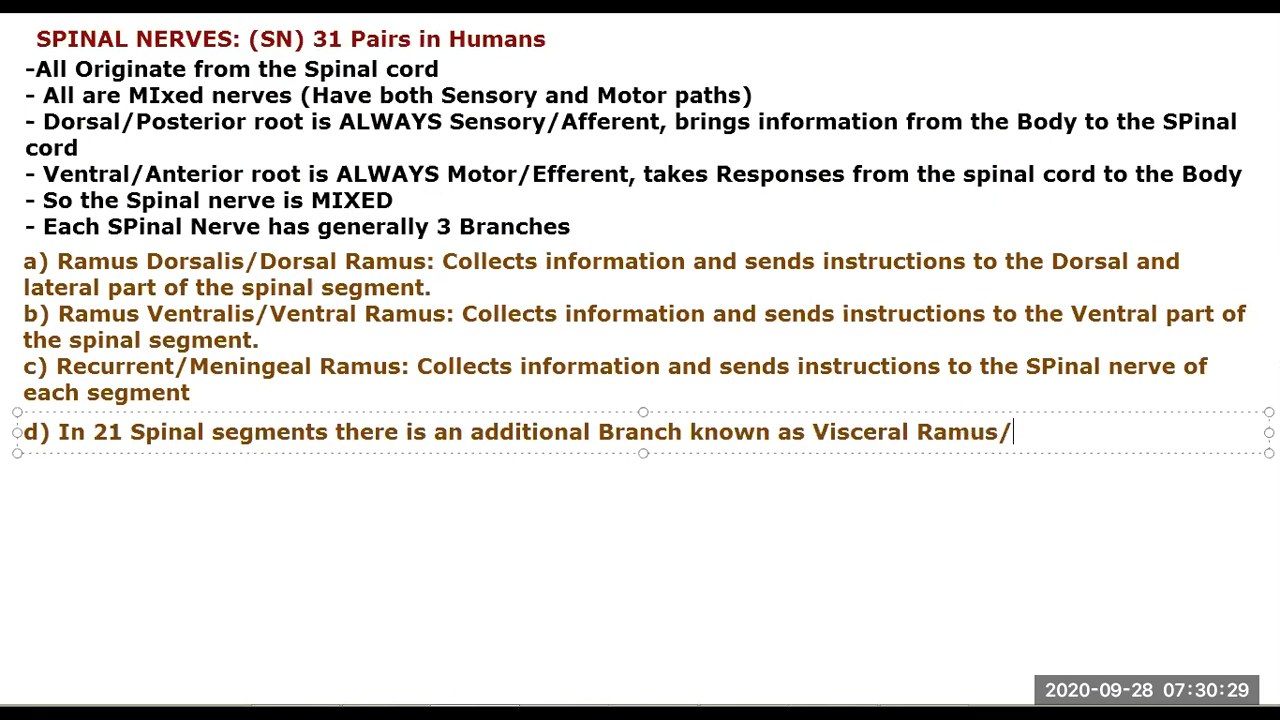 SPINAL NERVES: (SN) 31 Pairs in Humans
-All Originate from the Spinal cord
- All are MIxed nerves (Have both Sensory and Motor paths)
- Dorsal/Posterior root is ALWAYS Sensory/Afferent, brings information from the Body to the SPinal
cord
- Ventral/Anterior root is ALWAYS Motor/Efferent, takes Responses from the spinal cord to the Body
- So the Spinal nerve is MIXED
- Each SPinal Nerve has generally 3 Branches
a) Ramus Dorsalis/Dorsal Ramus: Collects information and sends instructions to the Dorsal and
lateral part of the spinal segment.
b) Ramus Ventralis/Ventral Ramus: Collects information and sends instructions to the Ventral part of
the spinal segment.
c) Recurrent/Meningeal Ramus: Collects information and sends instructions to the SPinal nerve of
each segment
d) In 21 Spinal segments there is an additional Branch known as Visceral Ramus/
2020-09-28 07:30:29